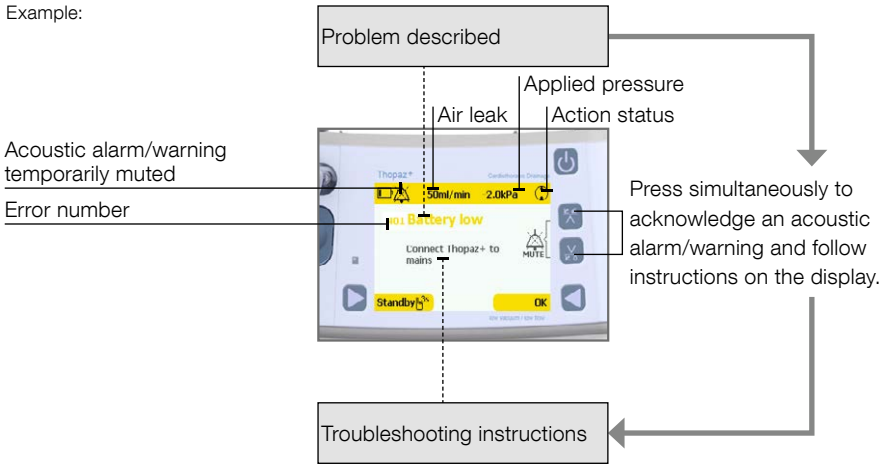 Example:
Problem described
Applied pressure
Air leak
Action status
Acoustic alarm/warning
temporarily muted
Error number
Thopaz+
50ml/min -2.0kPa
Battery low
Connect Thopaz+ to
mains
MUTE
Standby 3s
OK
Press simultaneously to
acknowledge an acoustic
alarm/warning and follow
instructions on the display.
Troubleshooting instructions